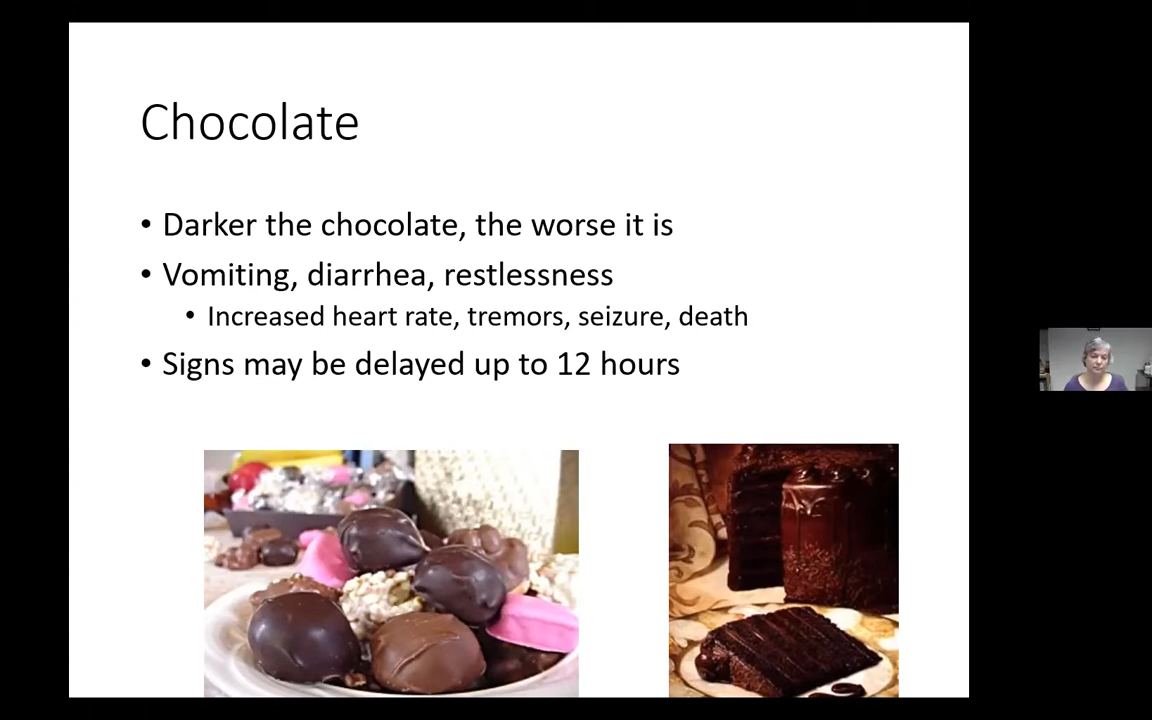 Chocolate
• Darker the chocolate, the worse it is
• Vomiting, diarrhea, restlessness
• Increased heart rate, tremors, seizure, death
• Signs may be delayed up to 12 hours